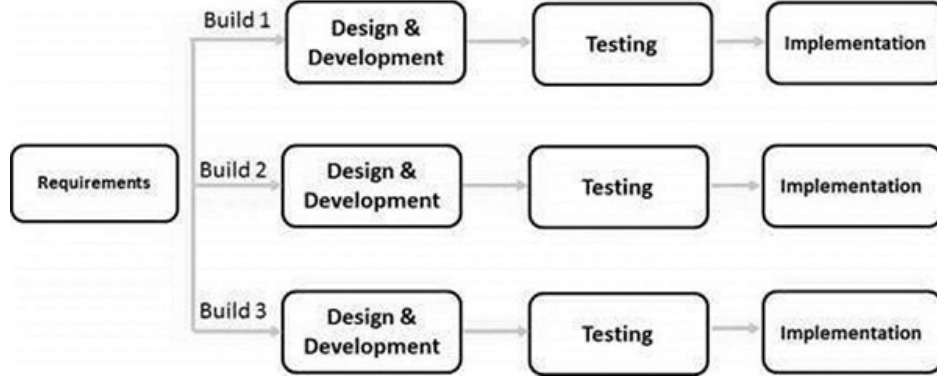 Build 1
Design &
Development
Testing
Implementation
Requirements
Build 2
Design &
Development
Testing
Implementation
Build 3
Design &
Development
Testing
Implementation